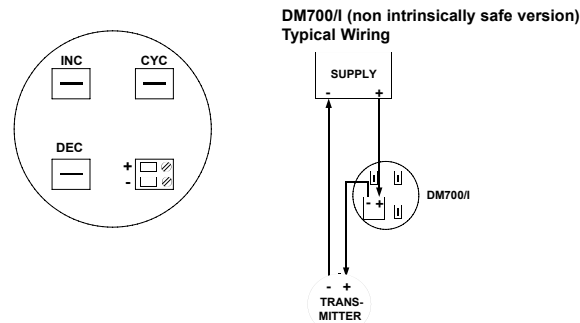 DM700/I (non intrinsically safe version)
Typical Wiring
INC CYC
DEC
+
-
SUPPLY
- +
- +
DM700/I
- +
TRANS-
MITTER